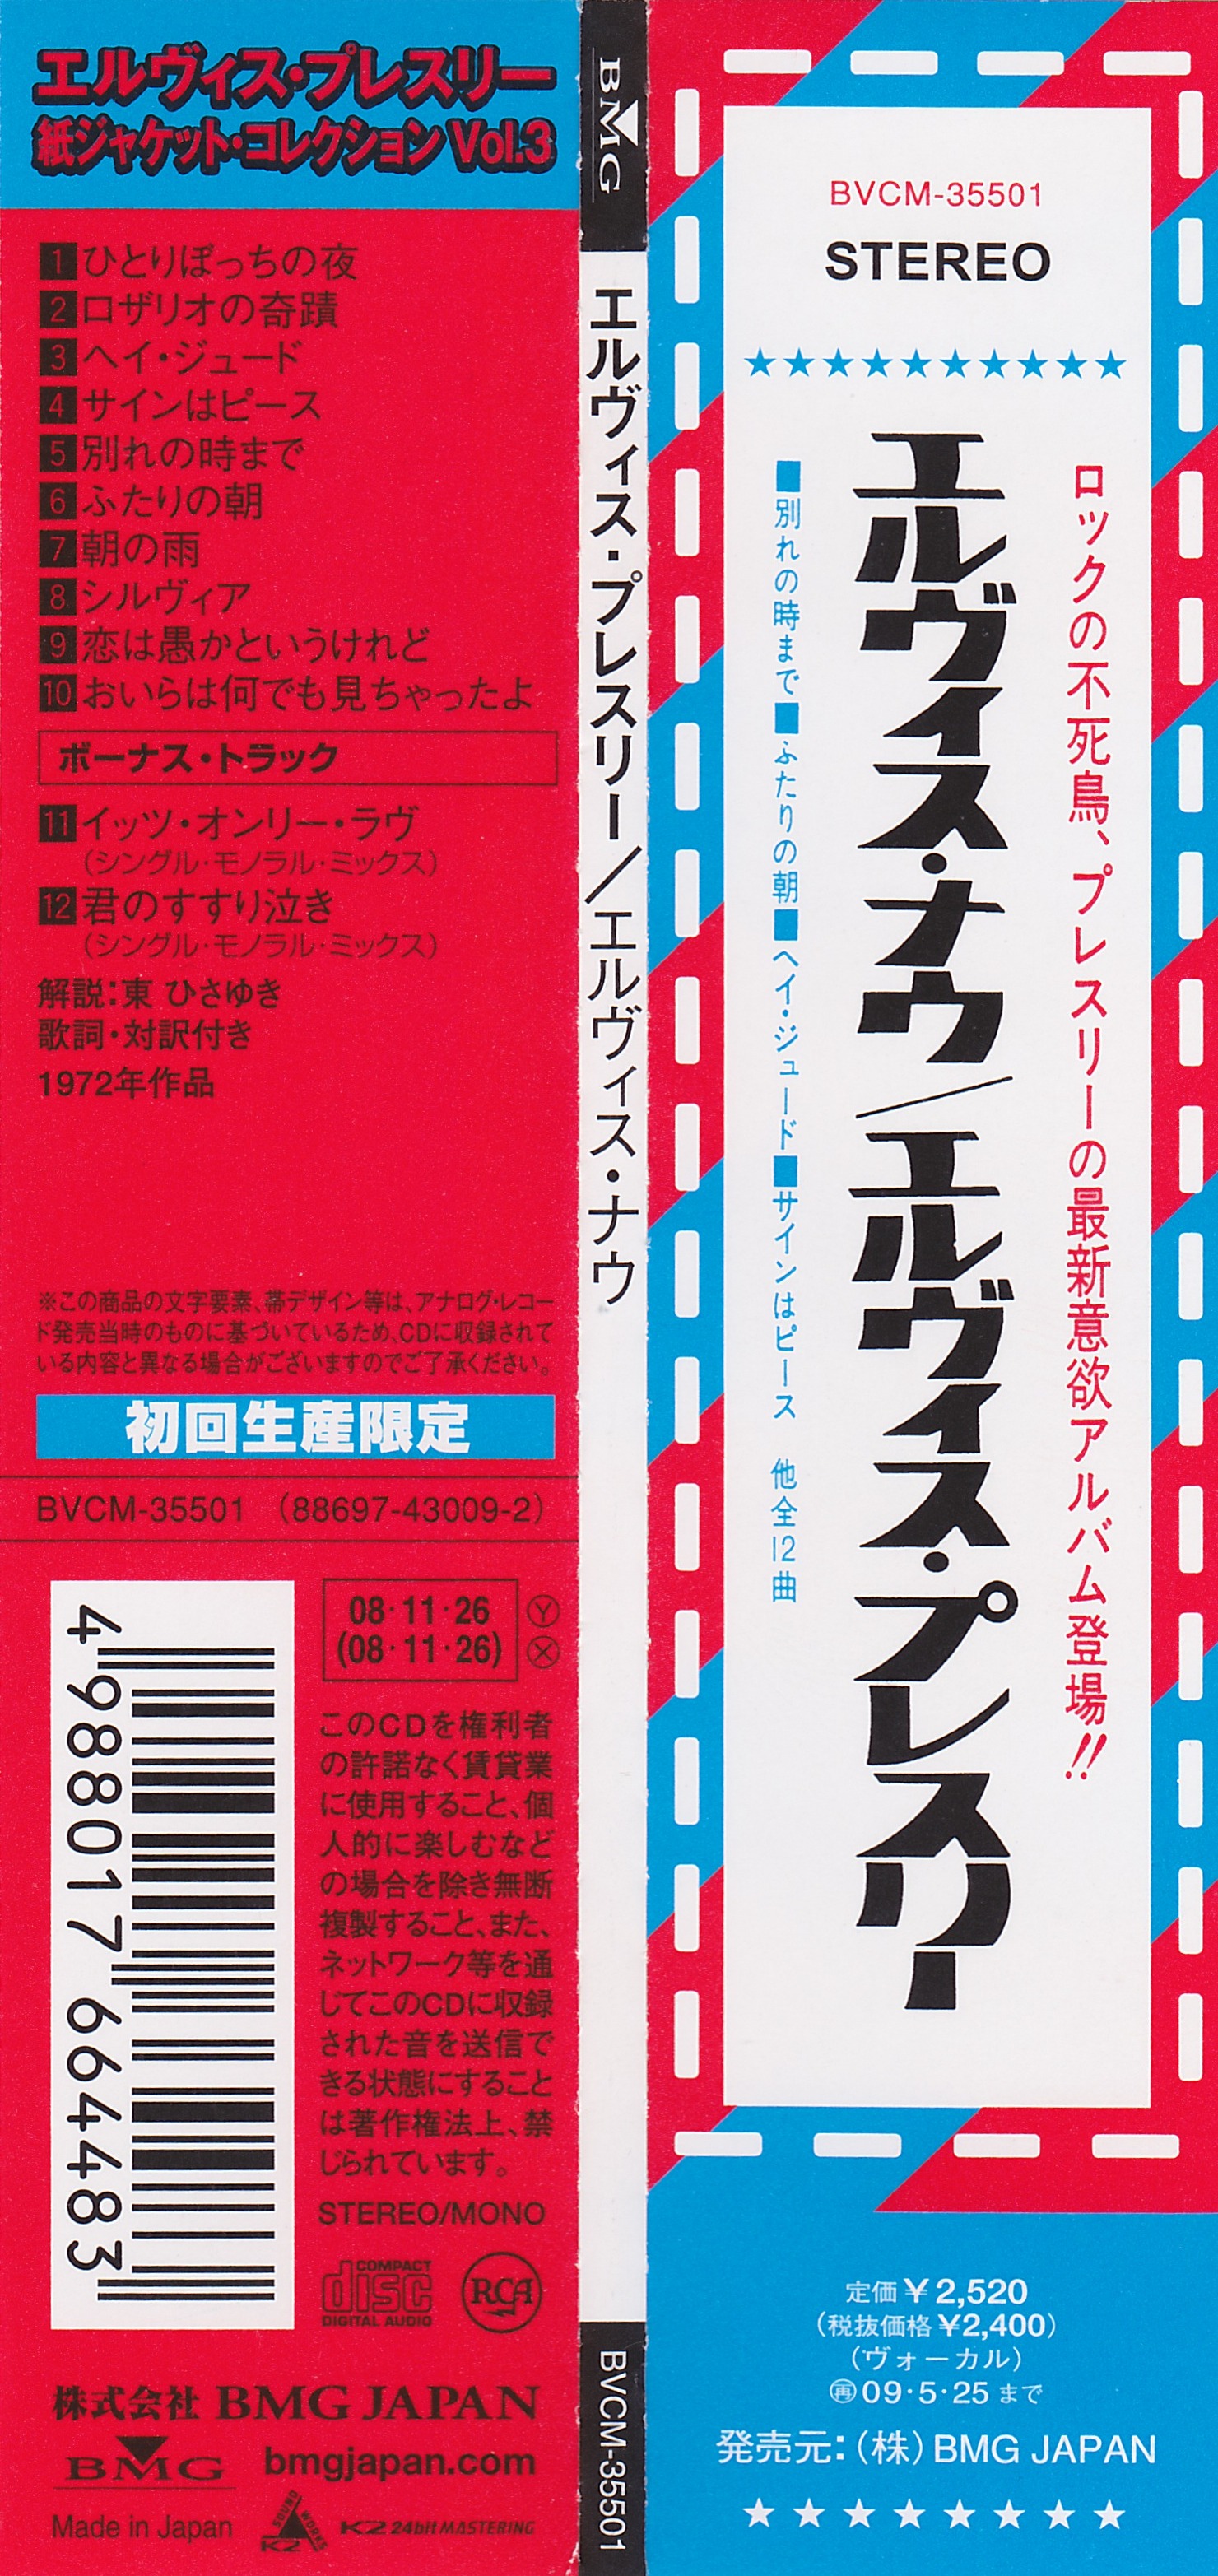 エルヴィス・プレスリー
紙ジャケット・コレクション Vol.3
1 ひとりぼっちの夜
2 ロザリオの奇蹟
3 ヘイ・ジュード
4 サインはピース
5 別れの時まで
6 ふたりの朝
7 朝の雨
8 シルヴィア
9 恋は愚かというけれど
10 おいらは何でも見ちゃったよ
ボーナス・トラック
11 イッツ・オンリー・ラヴ
(シングル・モノラル・ミックス)
12 君のすすり泣き
(シングル・モノラル・ミックス)
解説:東 ひさゆき
歌詞・対訳付き
1972年作品
※この商品の文字要素、帯デザイン等は、アナログ・レコー
ド発売当時のものに基づいているため、CDに収録されて
いる内容と異なる場合がございますのでご了承ください。
初回生産限定
BVCM-35501 (88697-43009-2)
4988017664483
08・11・26 Ⓨ
(08・11・26) Ⓧ
このCDを権利者
の許諾なく賃貸業
に使用すること、個
人的に楽しむなど
の場合を除き無断
複製すること、また、
ネットワーク等を通
じてこのCDに収録
された音を送信で
きる状態にすること
は著作権法上、禁
じられています。
STEREO/MONO
COMPACT
disc
DIGITAL AUDIO
RCA
株式会社 BMG JAPAN
BMG
bmgjapan.com
Made in Japan
SOUND WORKS
K2
K2 24bit MASTERING
BMG
エルヴィス・プレスリー/エルヴィス・ナウ
BVCM-35501
BVCM-35501
STEREO
★★★★★★★★★★
ロックの不死鳥、プレスリーの最新意欲アルバム登場!!
エルヴィス・ナウ/エルヴィス・プレスリー
■別れの時まで■ふたりの朝■ヘイ・ジュード■サインはピース 他全12曲
定価¥2,520
(税抜価格¥2,400)
(ヴォーカル)
㊢09・5・25まで
発売元:(株)BMG JAPAN
★★★★★★★★